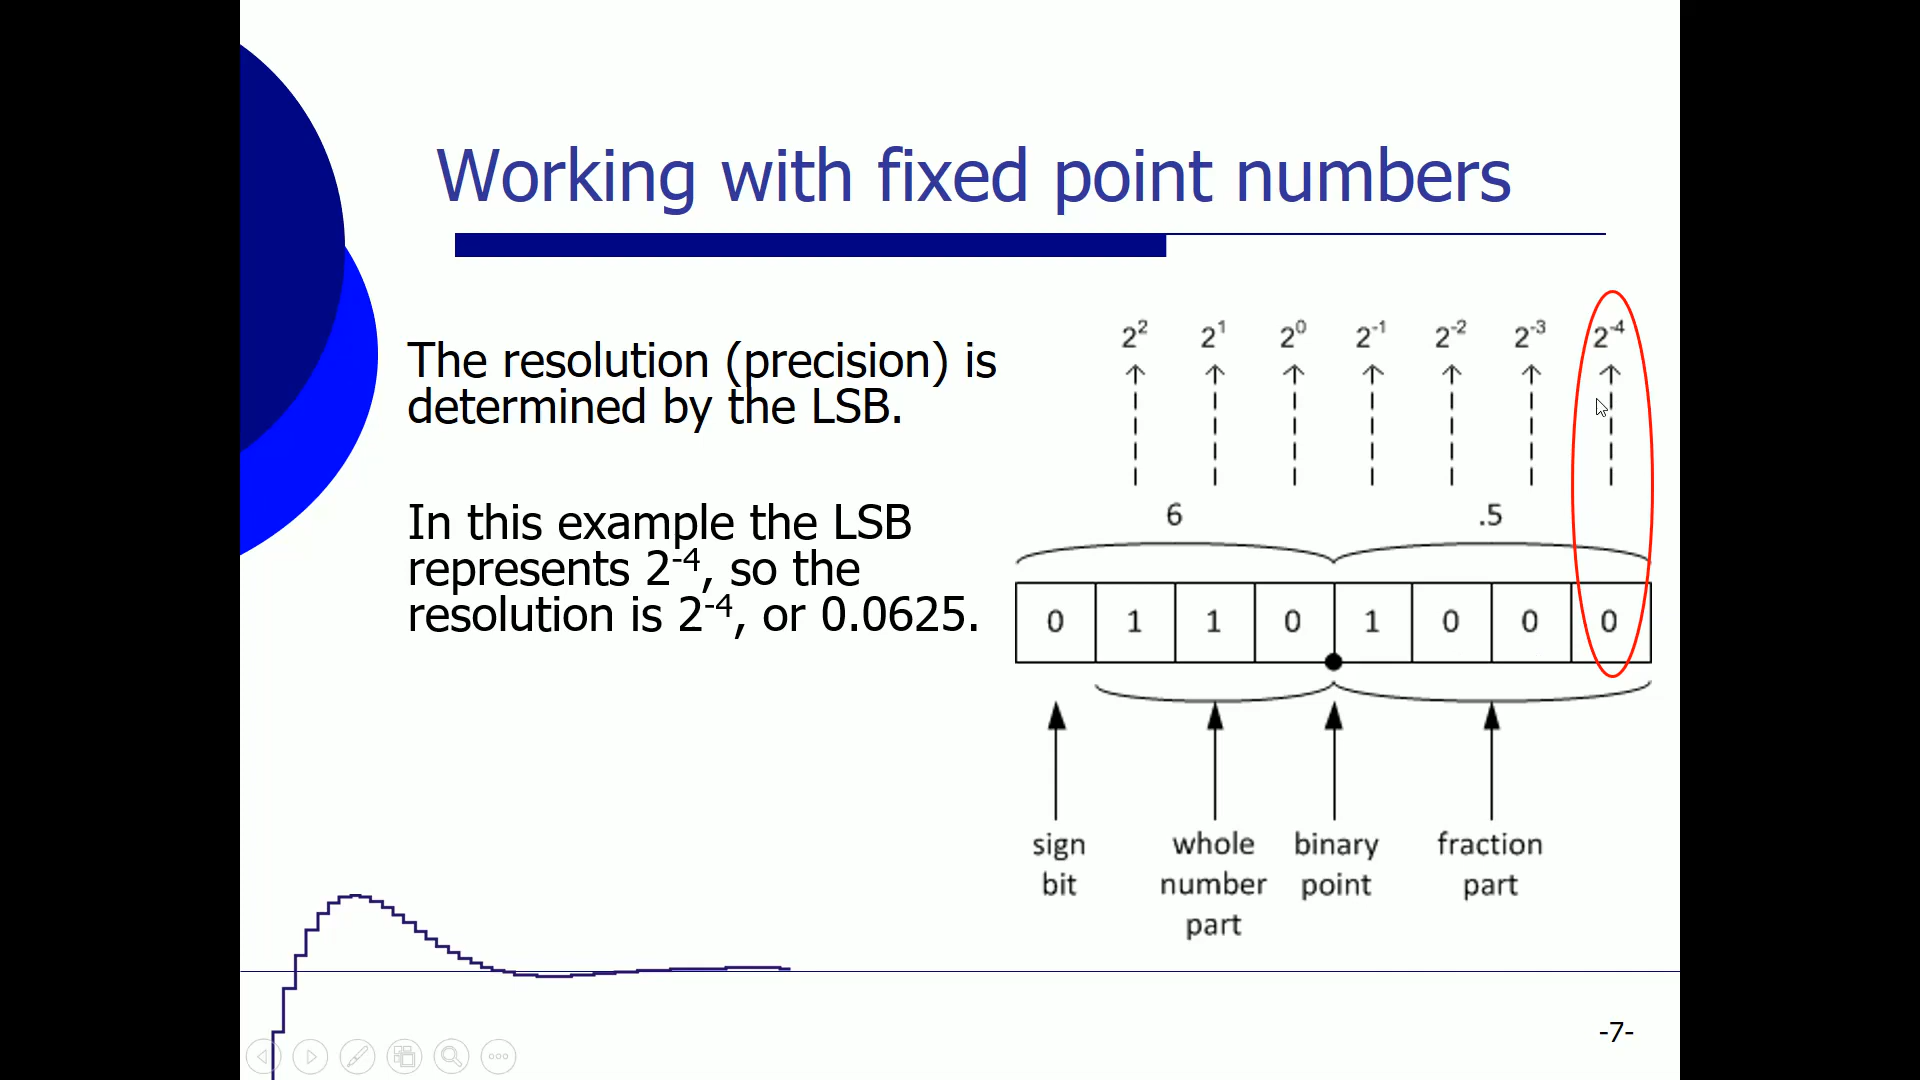 Working with fixed point numbers
The resolution (precision) is
determined by the LSB.
In this example the LSB
represents 2⁻⁴, so the
resolution is 2⁻⁴, or 0.0625.
2² 2¹ 2⁰ 2⁻¹ 2⁻² 2⁻³ 2⁻⁴
6 .5
0 1 1 0 1 0 0 0
sign
bit
whole
number
part
binary
point
fraction
part
-7-